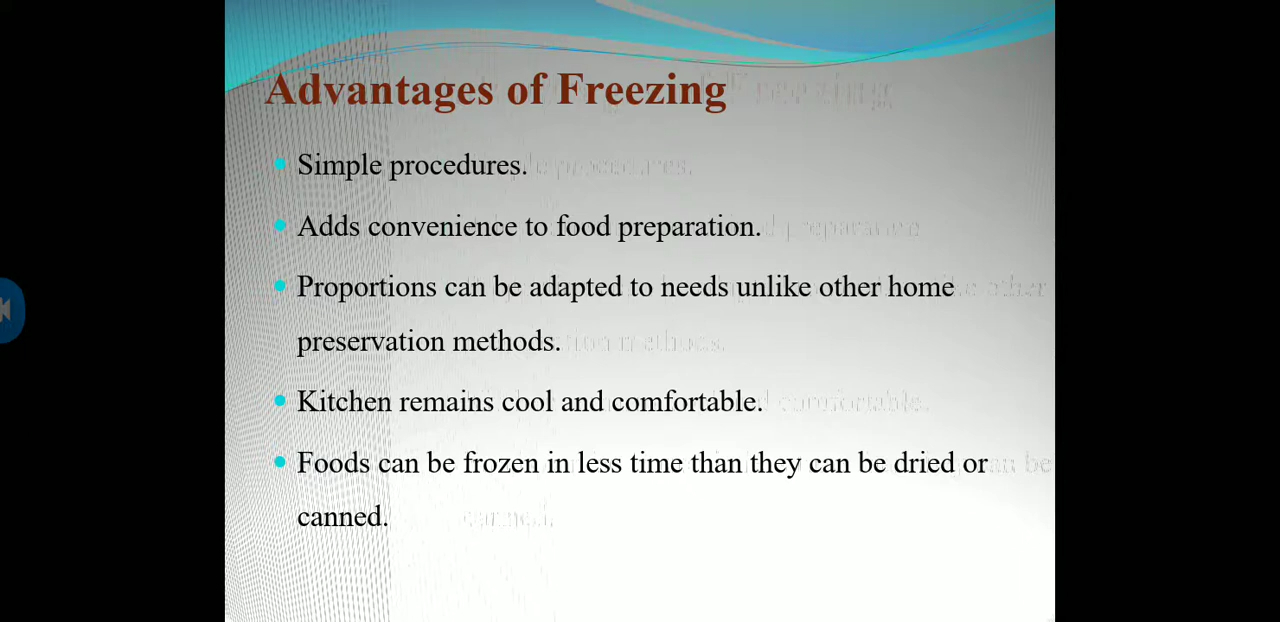 Advantages of Freezing
Simple procedures.
Adds convenience to food preparation.
Proportions can be adapted to needs unlike other home
preservation methods.
Kitchen remains cool and comfortable.
Foods can be frozen in less time than they can be dried or
canned.